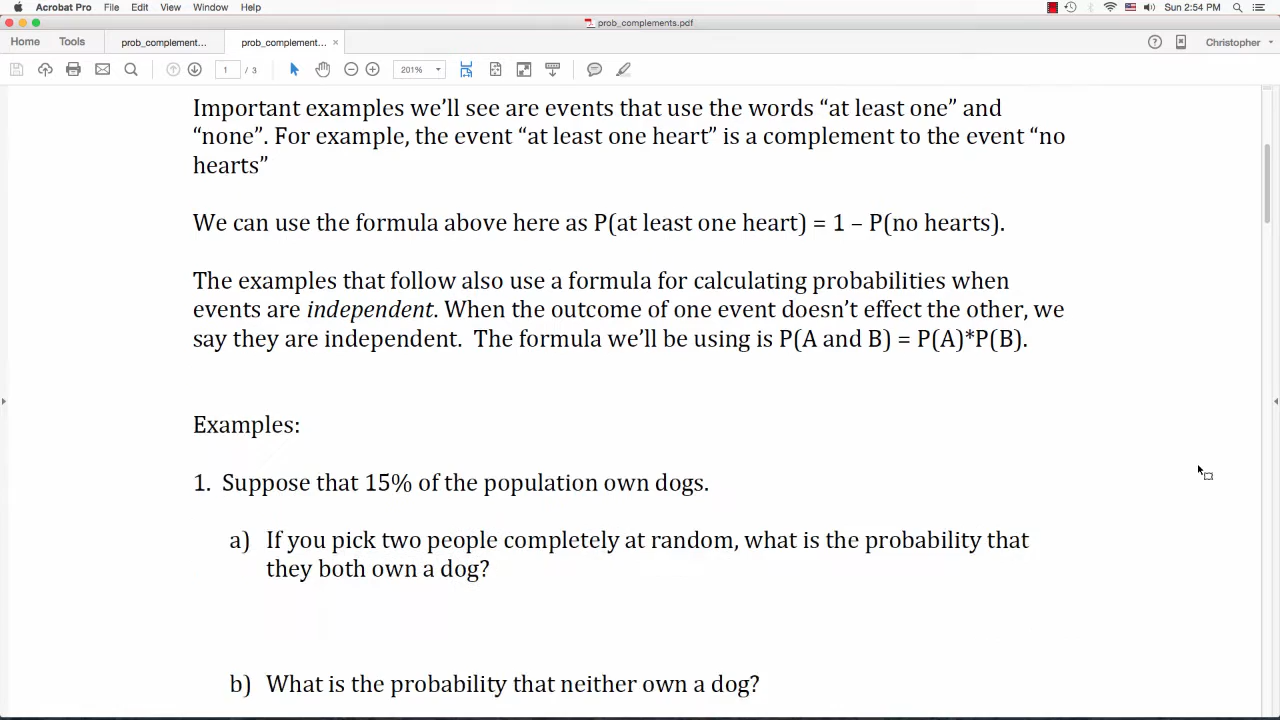 Acrobat Pro File Edit View Window Help Sun 2:54 PM
prob_complements.pdf
Home Tools prob_complement... prob_complement... × Christopher
1 / 3 201%
Important examples we’ll see are events that use the words “at least one” and
“none”. For example, the event “at least one heart” is a complement to the event “no
hearts”
We can use the formula above here as P(at least one heart) = 1 – P(no hearts).
The examples that follow also use a formula for calculating probabilities when
events are independent. When the outcome of one event doesn’t effect the other, we
say they are independent. The formula we’ll be using is P(A and B) = P(A)*P(B).
Examples:
1. Suppose that 15% of the population own dogs.
a) If you pick two people completely at random, what is the probability that
they both own a dog?
b) What is the probability that neither own a dog?